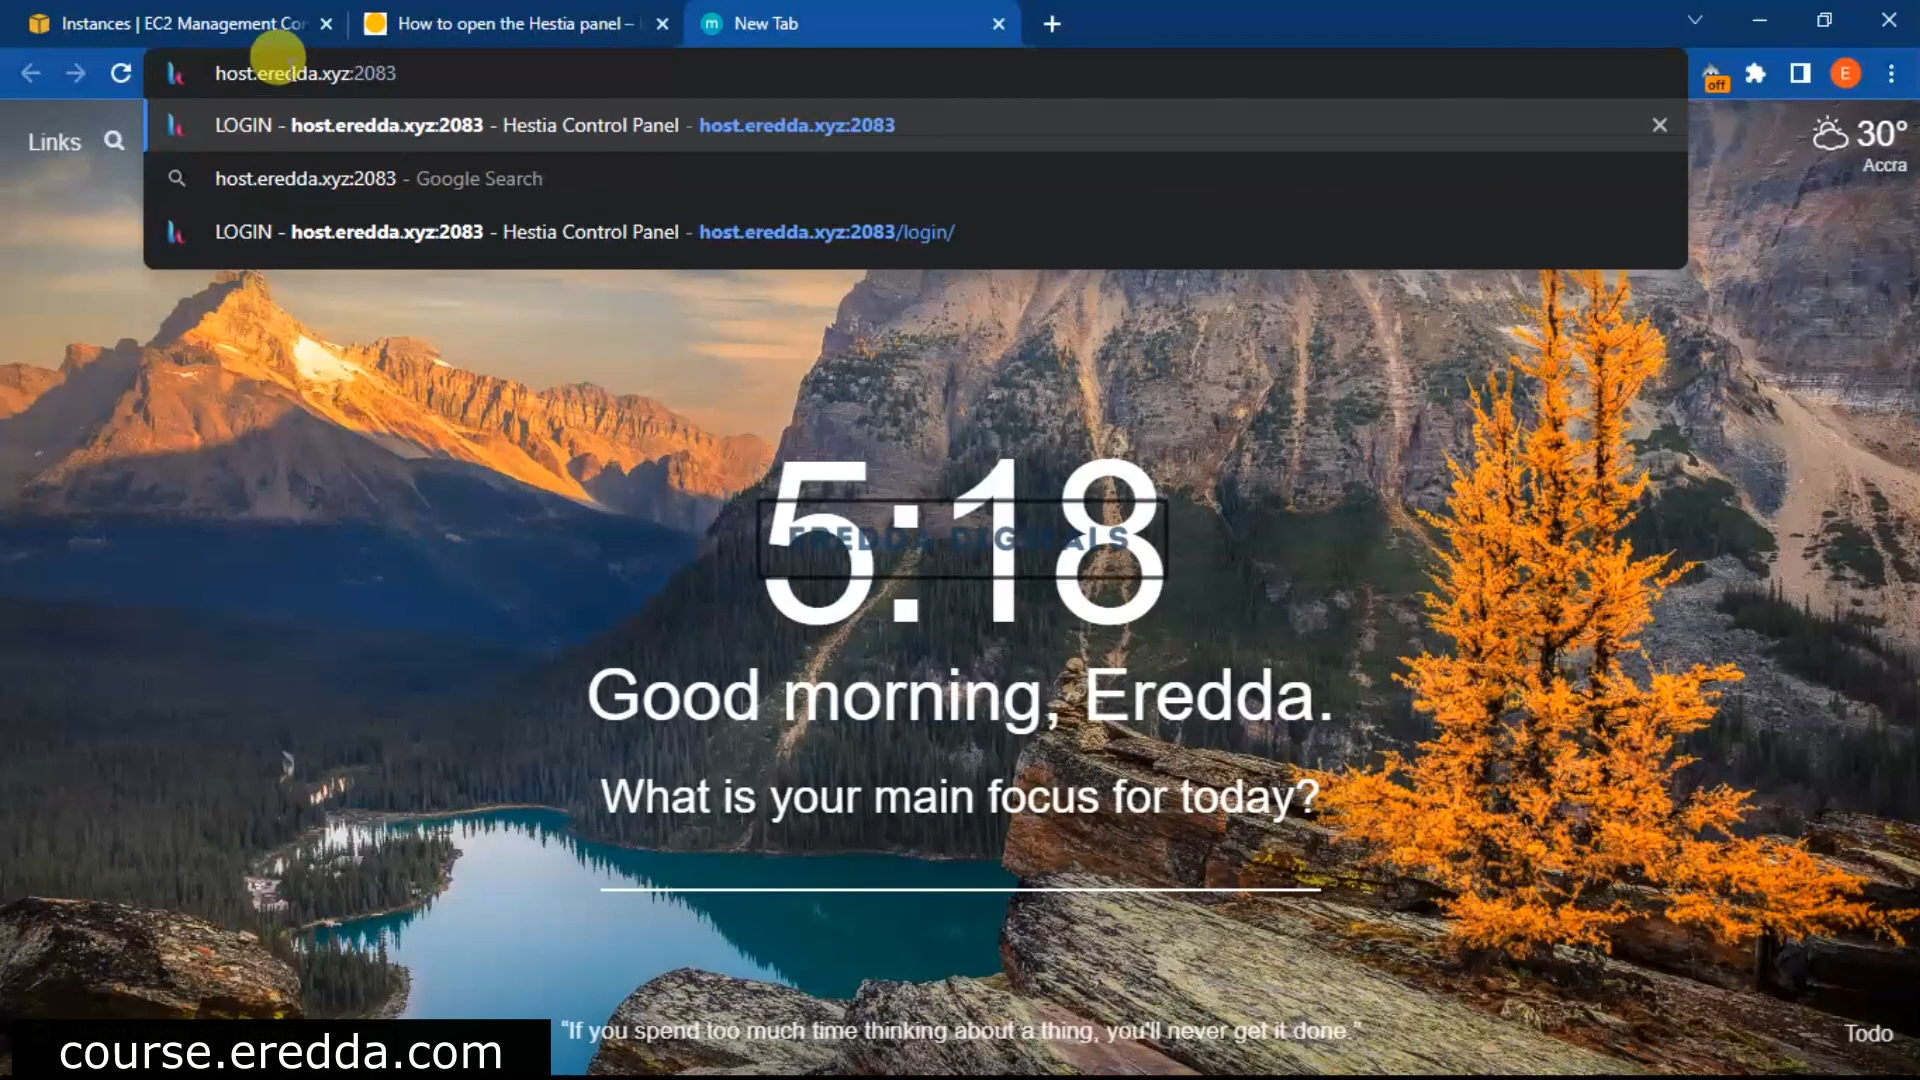 Instances | EC2 Management Con
How to open the Hestia panel –
m New Tab
host.eredda.xyz:2083
off
E
LOGIN - host.eredda.xyz:2083 - Hestia Control Panel - host.eredda.xyz:2083
host.eredda.xyz:2083 - Google Search
LOGIN - host.eredda.xyz:2083 - Hestia Control Panel - host.eredda.xyz:2083/login/
Links
30°
Accra
5:18
EREDDA DIGITALS
Good morning, Eredda.
What is your main focus for today?
“If you spend too much time thinking about a thing, you'll never get it done.”
Todo
course.eredda.com